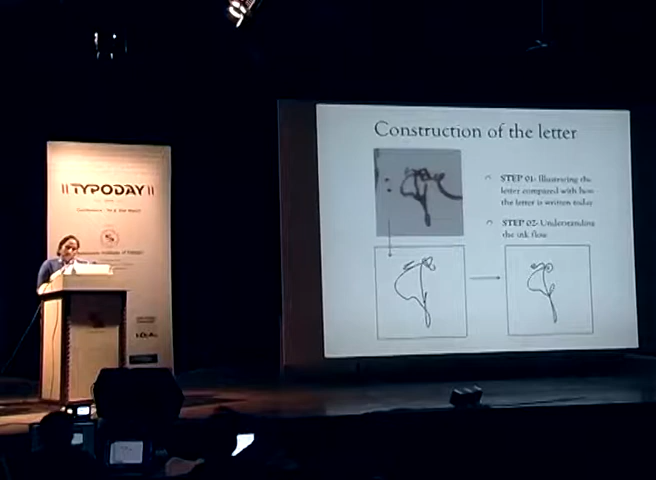 ||TYPODAY||
Construction of the letter
STEP 01- Illustrating the
letter compared with how
the letter is written today
STEP 02- Understanding
the ink flow